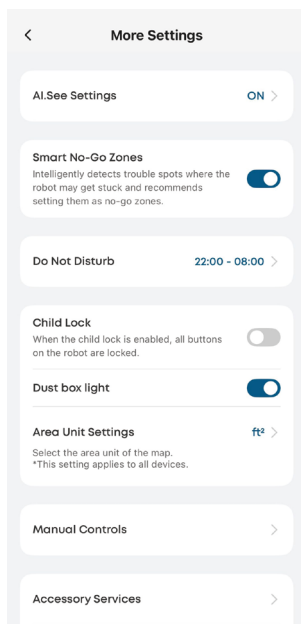 More Settings
AI.See Settings ON
Smart No-Go Zones
Intelligently detects trouble spots where the
robot may get stuck and recommends
setting them as no-go zones.
Do Not Disturb 22:00 - 08:00
Child Lock
When the child lock is enabled, all buttons
on the robot are locked.
Dust box light
Area Unit Settings ft²
Select the area unit of the map.
*This setting applies to all devices.
Manual Controls
Accessory Services